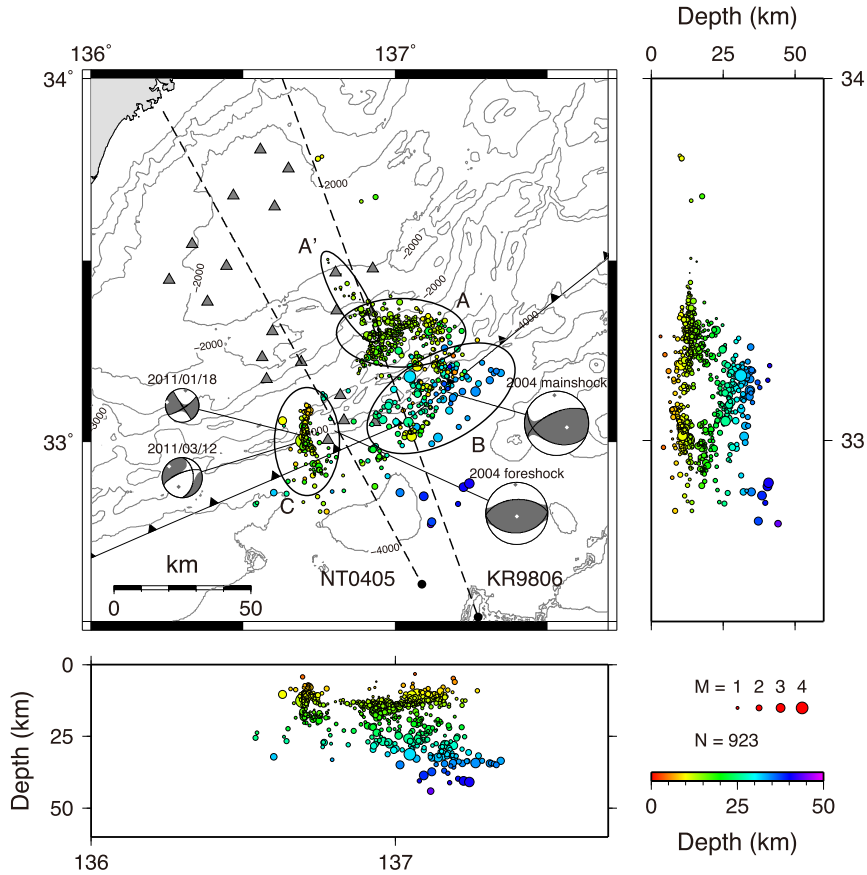 Depth (km)
136˚
137˚
0
25
50
34˚
34
−2000
A'
−2000
A
−2000
−2000
−4000
−2000
2011/01/18
2004 mainshock
−3000
33˚
33
2011/03/12
B
2004 foreshock
C
−4000
km
NT0405
KR9806
0
50
0
M = 1 2 3 4
25
N = 923
50
Depth (km)
0
25
50
136
137
Depth (km)